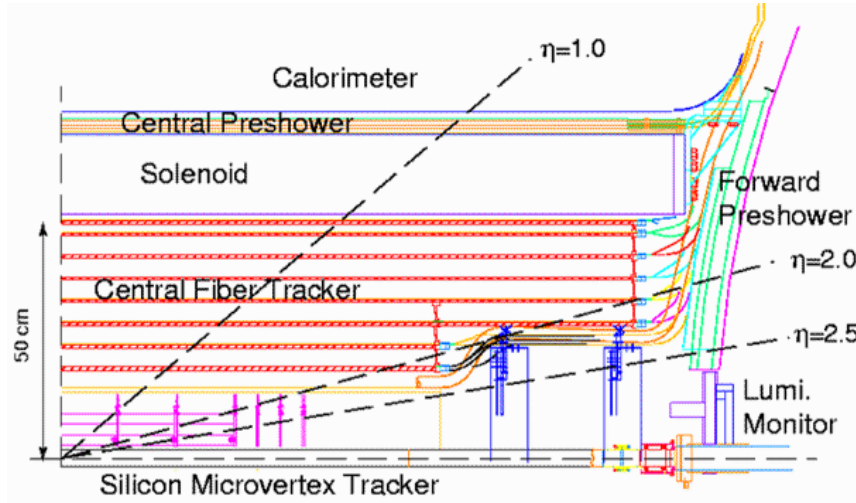 η=1.0
Calorimeter
Central Preshower
Solenoid
Forward
Preshower
η=2.0
Central Fiber Tracker
50 cm
η=2.5
Lumi.
Monitor
Silicon Microvertex Tracker